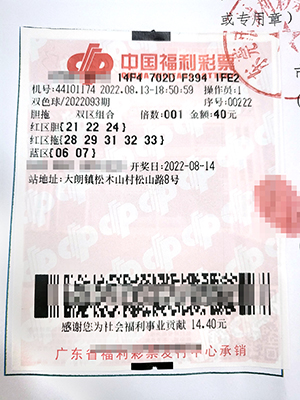 或专用章)
中国福利彩票
14F4 702D F394 1FE2
机号:44101174 2022.08.13-18:50:59 操作员:1
双色球/2022093期 序号:00222
胆拖 双区组合 倍数:001 金额:40元
红区胆[21 22 24]
红区拖[28 29 31 32 33]
蓝区[06 07]
开奖日:2022-08-14
站地址:大朗镇松木山村松山路8号
感谢您为社会福利事业贡献 14.40元
广东省福利彩票发行中心承销